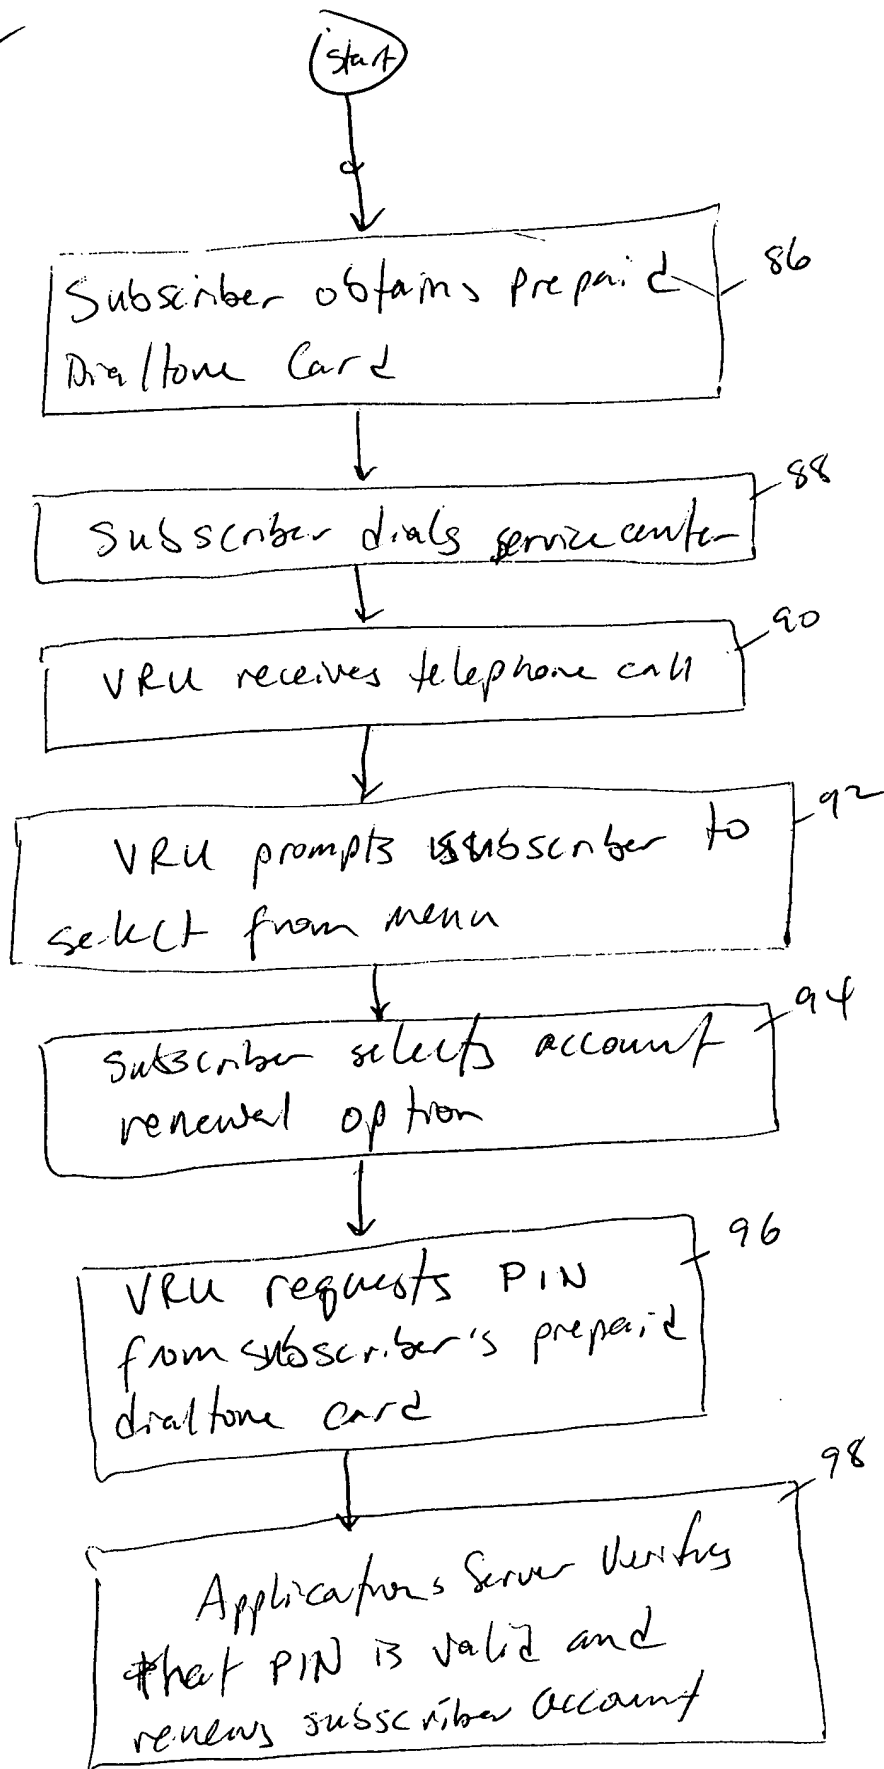 Start
Subscriber obtains prepaid
86
Dialtone Card
88
Subscriber dials service center
90
VRU receives telephone call
92
VRU prompts subscriber to
select from menu
94
Subscriber selects account
renewal option
96
VRU requests PIN
from subscriber's prepaid
dialtone card
98
Applications Server Verifies
that PIN is valid and
renews subscriber account